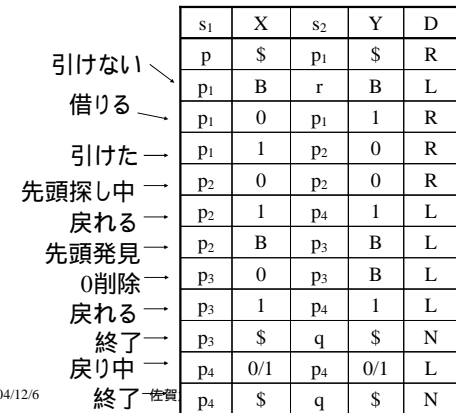 s1 X s2 Y D
p $ p1 $ R
引けない p1 B r B L
借りる p1 0 p1 1 R
引けた p1 1 p2 0 R
先頭探し中 p2 0 p2 0 R
戻れる p2 1 p4 1 L
先頭発見 p2 B p3 B L
0削除 p3 0 p3 B L
戻れる p3 1 p4 1 L
終了 p3 $ q $ N
戻り中 p4 0/1 p4 0/1 L
終了 p4 $ q $ N
04/12/6 佐賀